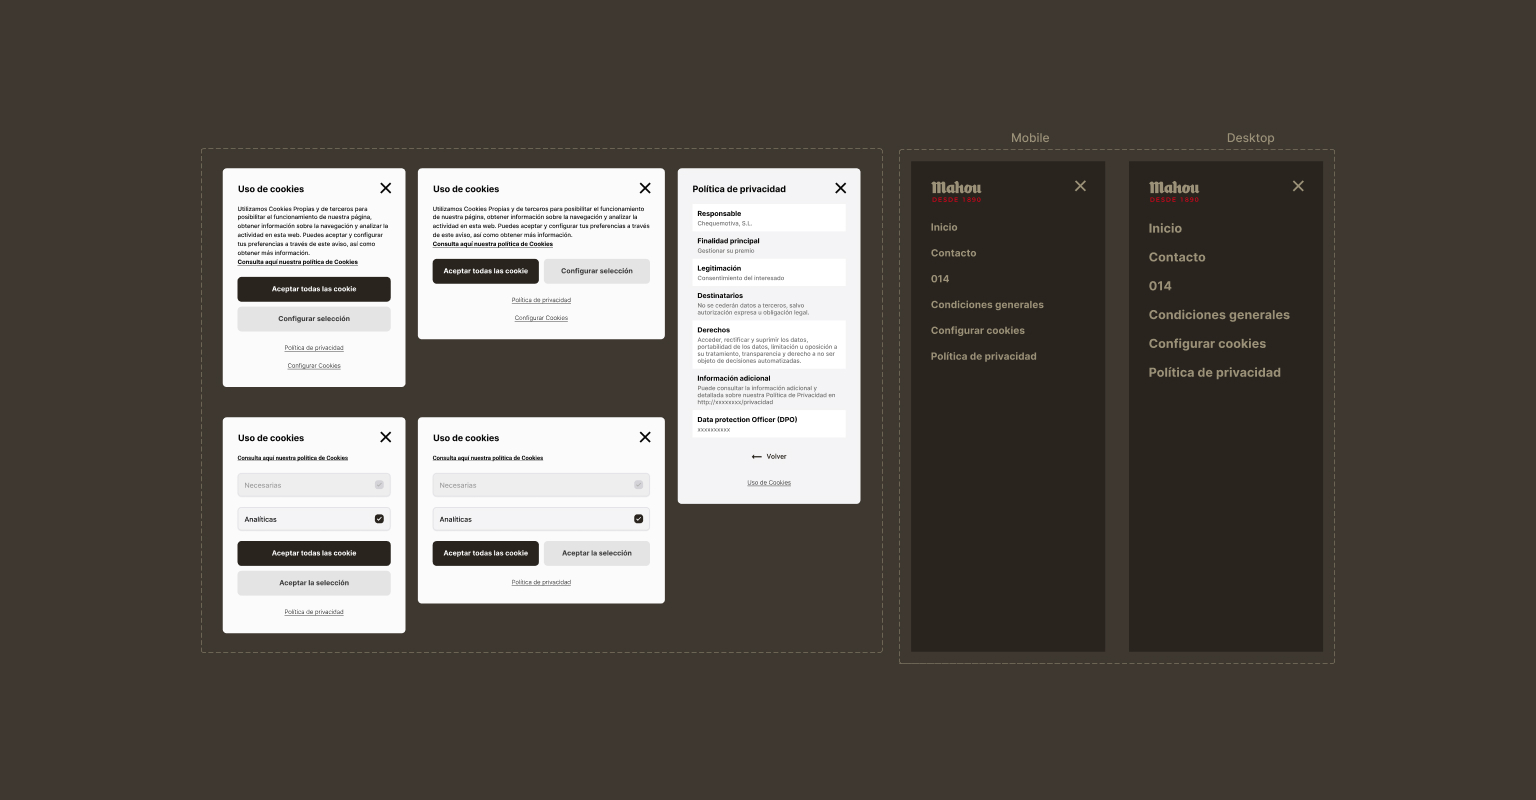 Uso de cookies
Utilizamos Cookies Propias y de terceros para
posibilitar el funcionamiento de nuestra página,
obtener información sobre la navegación y analizar la
actividad en esta web. Puedes aceptar y configurar
tus preferencias a través de este aviso, así como
obtener más información.
Consulta aquí nuestra política de Cookies
Aceptar todas las cookie
Configurar selección
Política de privacidad
Configurar Cookies
Uso de cookies
Utilizamos Cookies Propias y de terceros para posibilitar el funcionamiento
de nuestra página, obtener información sobre la navegación y analizar la
actividad en esta web. Puedes aceptar y configurar tus preferencias a través
de este aviso, así como obtener más información.
Consulta aquí nuestra política de Cookies
Aceptar todas las cookie
Configurar selección
Política de privacidad
Configurar Cookies
Uso de cookies
Consulta aquí nuestra política de Cookies
Necesarias
Analíticas
Aceptar todas las cookie
Aceptar la selección
Política de privacidad
Uso de cookies
Consulta aquí nuestra política de Cookies
Necesarias
Analíticas
Aceptar todas las cookie
Aceptar la selección
Política de privacidad
Política de privacidad
Responsable
Chequemotiva, S.L.
Finalidad principal
Gestionar su premio
Legitimación
Consentimiento del interesado
Destinatarios
No se cederán datos a terceros, salvo
autorización expresa u obligación legal.
Derechos
Acceder, rectificar y suprimir los datos,
portabilidad de los datos, limitación u oposición a
su tratamiento, transparencia y derecho a no ser
objeto de decisiones automatizadas.
Información adicional
Puede consultar la información adicional y
detallada sobre nuestra Política de Privacidad en
http://xxxxxxxx/privacidad
Data protection Officer (DPO)
xxxxxxxxxx
Volver
Uso de Cookies
Mobile
Mahou
DESDE 1890
Inicio
Contacto
014
Condiciones generales
Configurar cookies
Política de privacidad
Desktop
Mahou
DESDE 1890
Inicio
Contacto
014
Condiciones generales
Configurar cookies
Política de privacidad